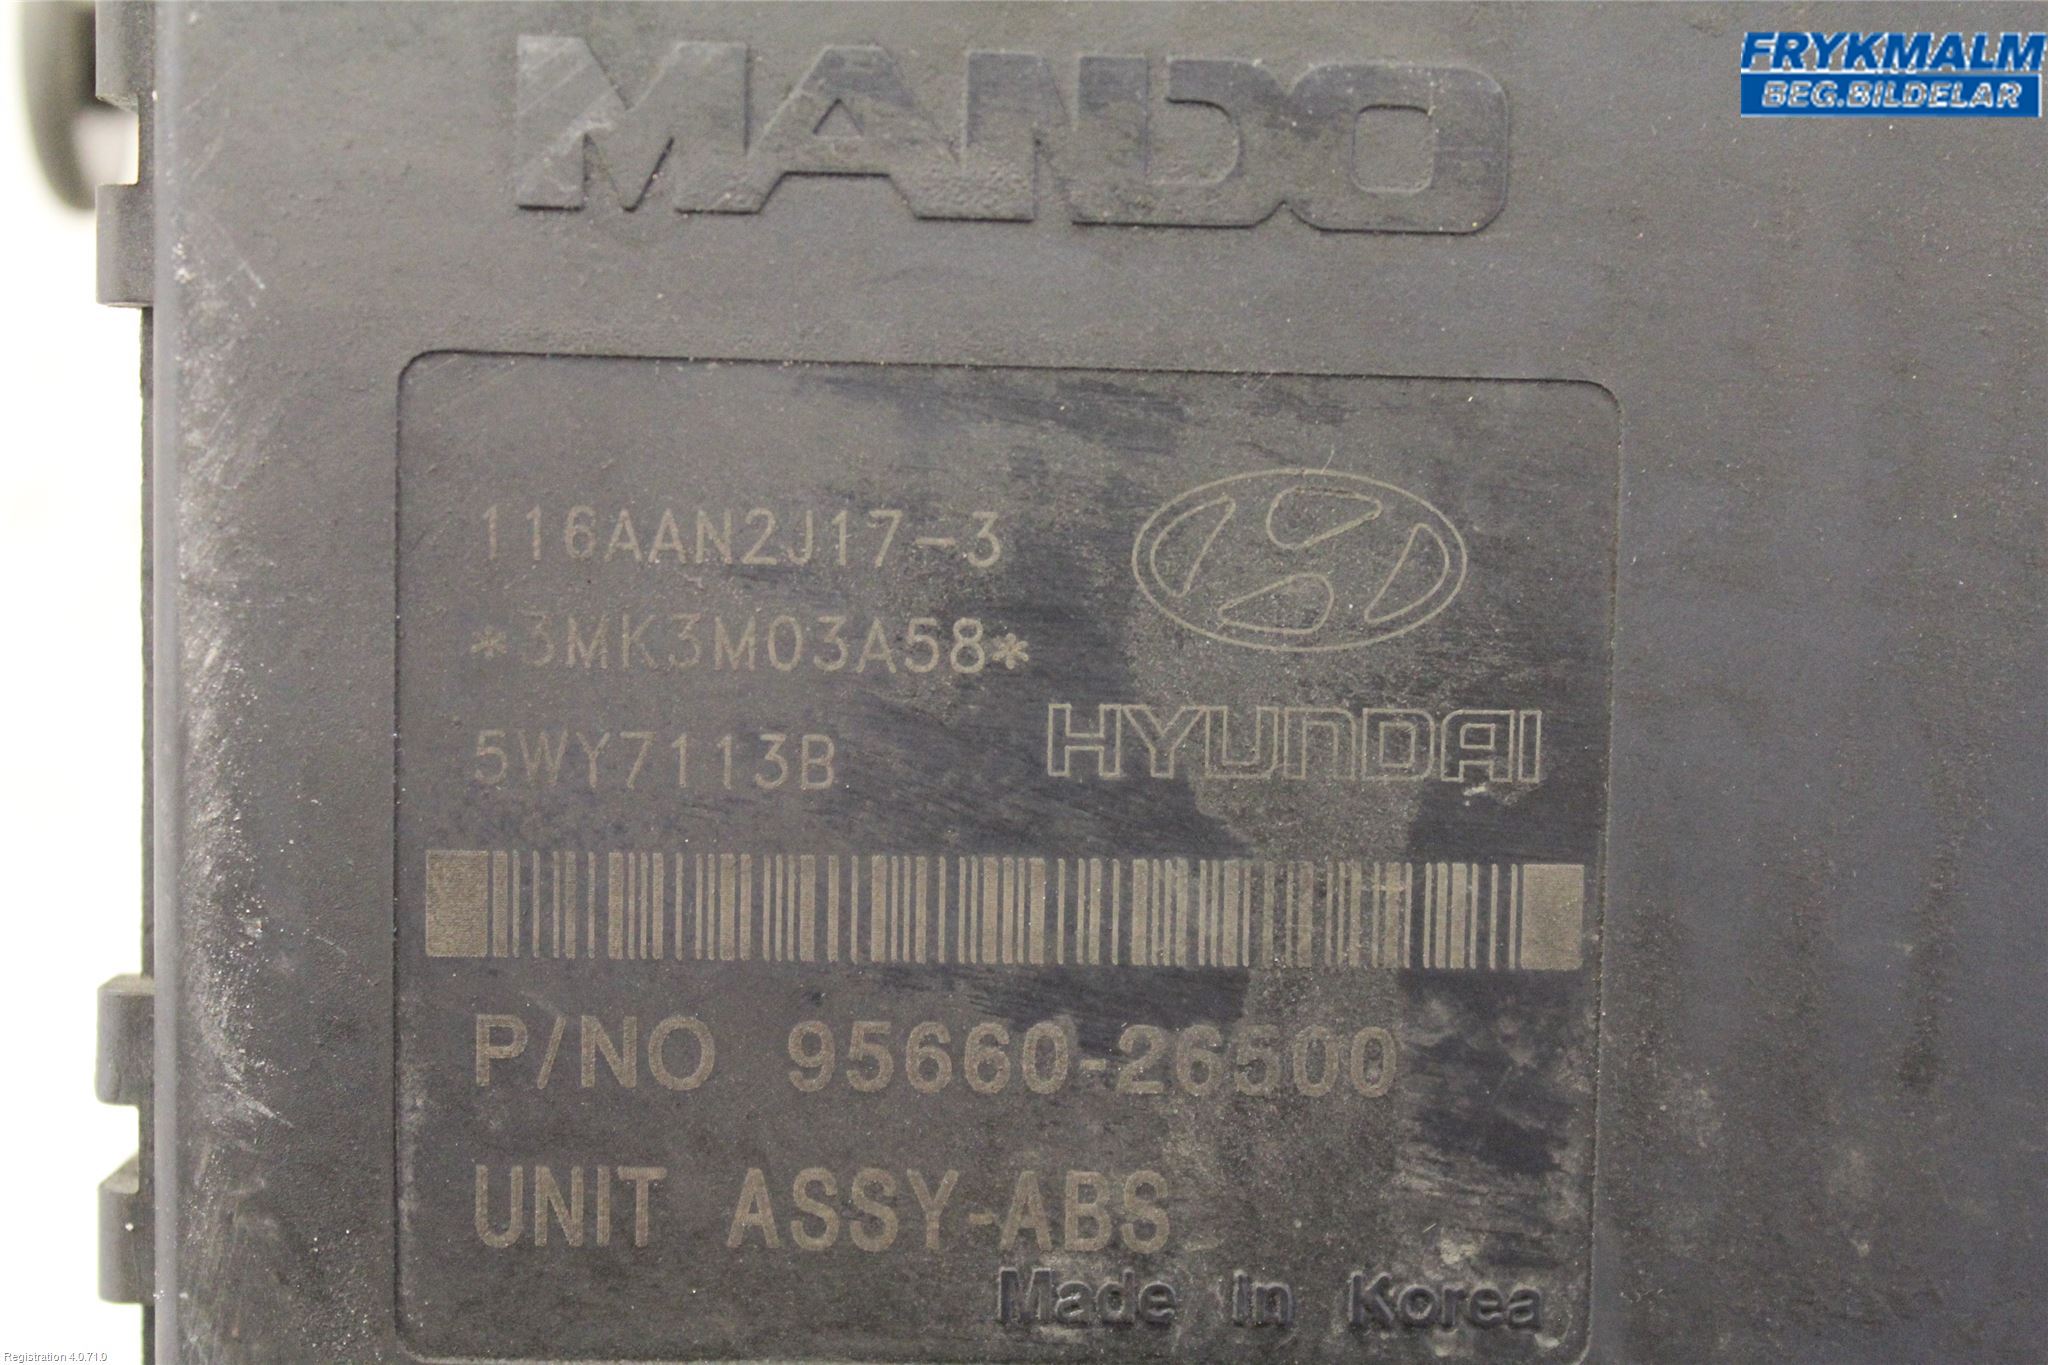 FRYKMALM
BEG.BILDELAR
MANDO
116AAN2J17-3
*3MK3M03A58*
5WY7113B
HYUNDAI
P/NO 95660-26500
UNIT ASSY-ABS
Made In Korea
Registration 4.0.71.0